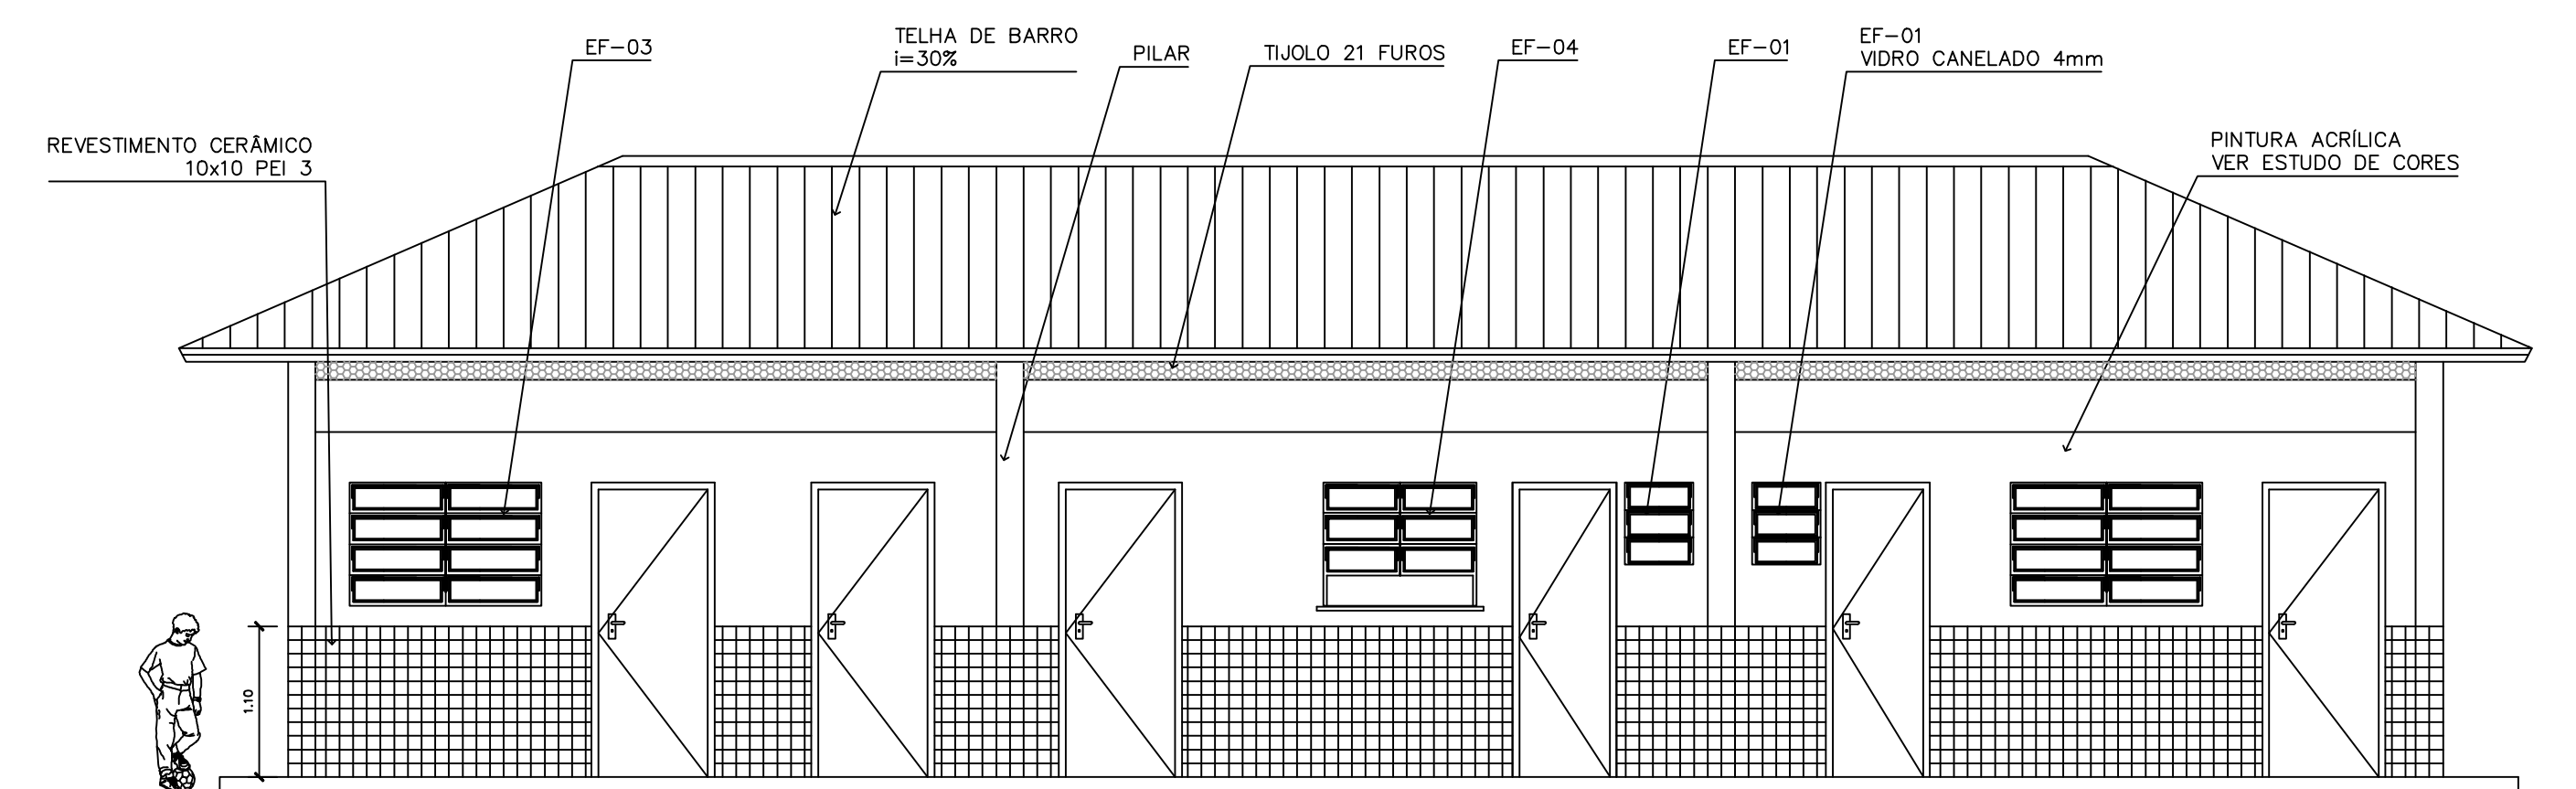 EF-03
TELHA DE BARRO
i=30%
PILAR
TIJOLO 21 FUROS
EF-04
EF-01
EF-01
VIDRO CANELADO 4mm
REVESTIMENTO CERÂMICO
10x10 PEI 3
PINTURA ACRÍLICA
VER ESTUDO DE CORES
1.10